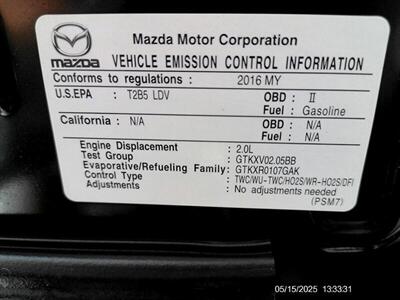 mazda
Mazda Motor Corporation
VEHICLE EMISSION CONTROL INFORMATION
Conforms to regulations : 2016 MY
U.S.EPA : T2B5 LDV OBD : II
Fuel : Gasoline
California : N/A OBD : N/A
Fuel : N/A
Engine Displacement : 2.0L
Test Group : GTKXV02.05BB
Evaporative/Refueling Family: GTKXR0107GAK
Control : TWC/WU-TWC/HO2S/WR-HO2S/DFI
Adjustments : No adjustments needed
(PSM7)
05/15/2025 133331